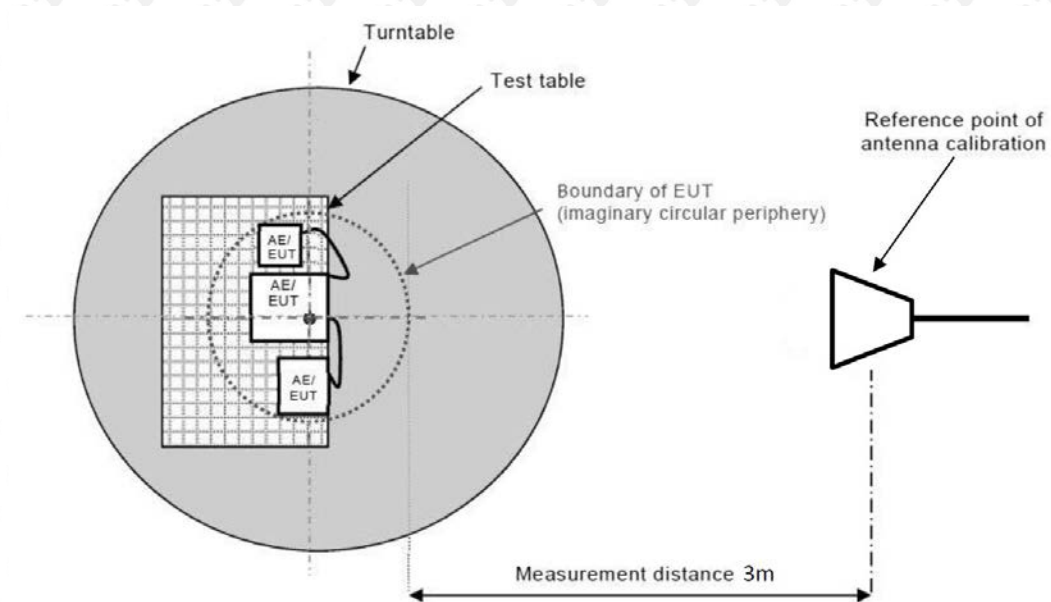 Turntable
Test table
Reference point of
antenna calibration
Boundary of EUT
(imaginary circular periphery)
AE/
EUT
AE/
EUT
AE/
EUT
Measurement distance 3m